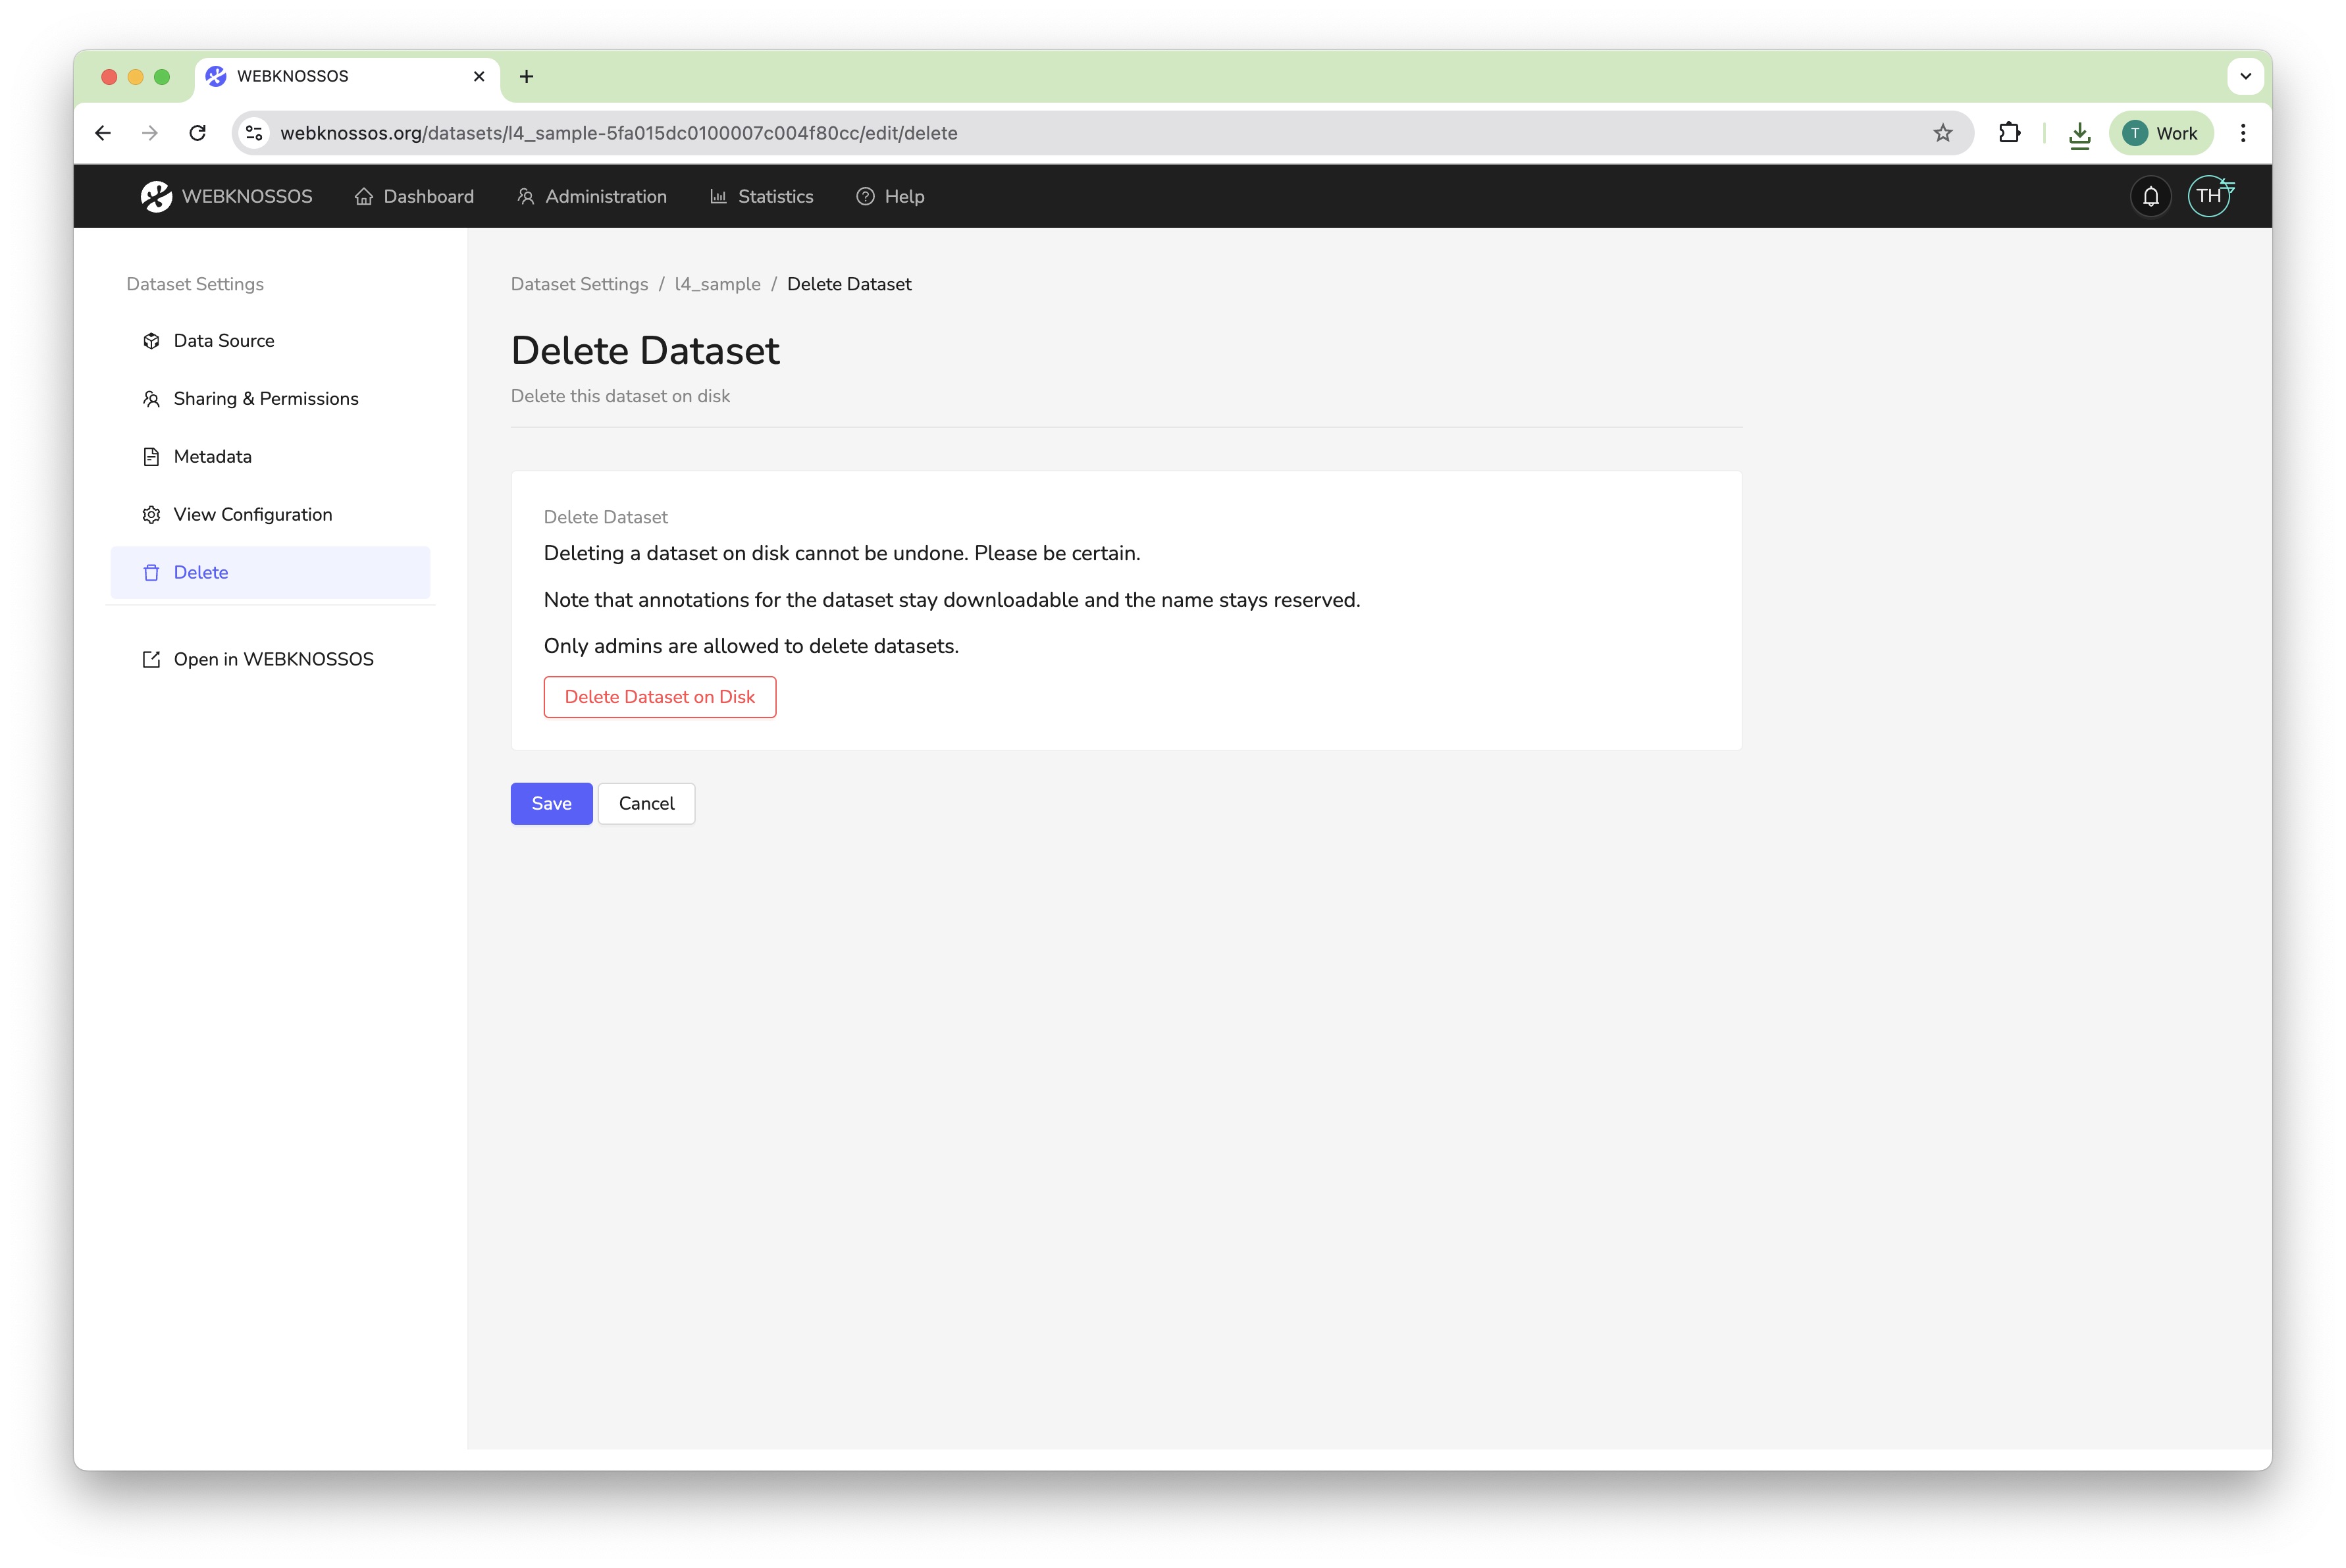 WEBKNOSSOS
webknossos.org/datasets/l4_sample-5fa015dc0100007c004f80cc/edit/delete
T Work
WEBKNOSSOS Dashboard Administration Statistics Help TH
Dataset Settings
Data Source
Sharing & Permissions
Metadata
View Configuration
Delete
Open in WEBKNOSSOS
Dataset Settings / l4_sample / Delete Dataset
Delete Dataset
Delete this dataset on disk
Delete Dataset
Deleting a dataset on disk cannot be undone. Please be certain.
Note that annotations for the dataset stay downloadable and the name stays reserved.
Only admins are allowed to delete datasets.
Delete Dataset on Disk
Save Cancel